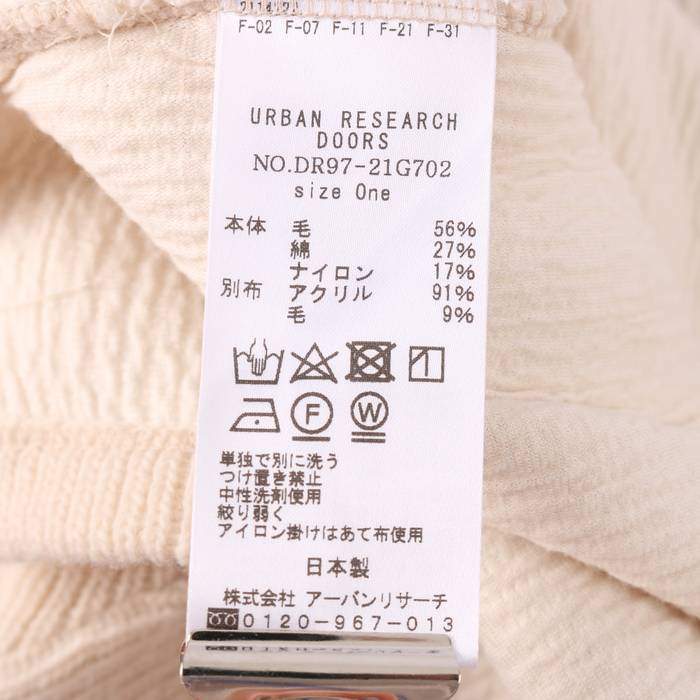 F-02 F-07 F-11 F-21 F-31
URBAN RESEARCH
DOORS
NO.DR97-21G702
size One
本体 毛 56%
綿 27%
ナイロン 17%
別布 アクリル 91%
毛 9%
F W
単独で別に洗う
つけ置き禁止
中性洗剤使用
絞り弱く
アイロン掛けはあて布使用
日本製
株式会社 アーバンリサーチ
0120-967-013